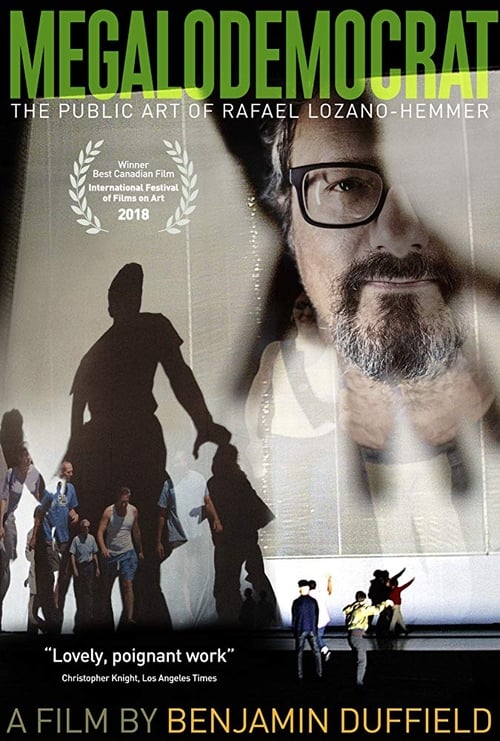 MEGALODEMOCRAT
THE PUBLIC ART OF RAFAEL LOZANO-HEMMER
Winner
Best Canadian Film
International Festival
of Films on Art
2018
“Lovely, poignant work”
Christopher Knight, Los Angeles Times
A FILM BY BENJAMIN DUFFIELD